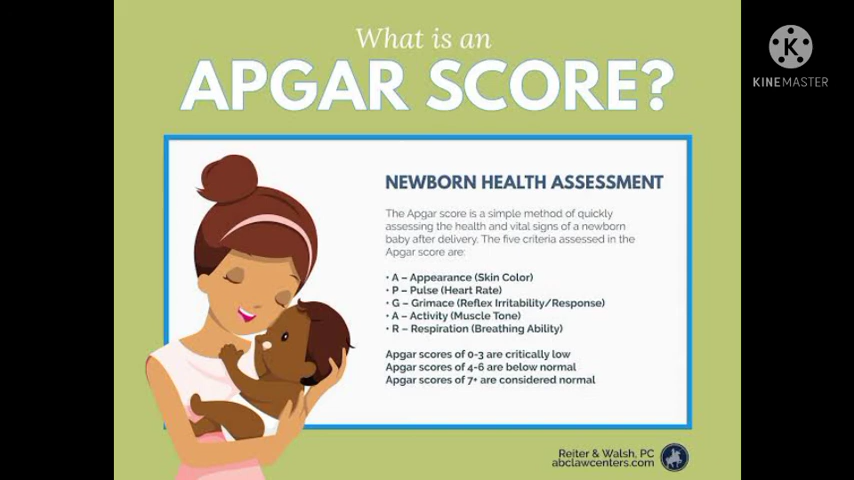 What is an
APGAR SCORE?
K
KINEMASTER
NEWBORN HEALTH ASSESSMENT
The Apgar score is a simple method of quickly
assessing the health and vital signs of a newborn
baby after delivery. The five criteria assessed in the
Apgar score are:
• A – Appearance (Skin Color)
• P – Pulse (Heart Rate)
• G – Grimace (Reflex Irritability/Response)
• A – Activity (Muscle Tone)
• R – Respiration (Breathing Ability)
Apgar scores of 0-3 are critically low
Apgar scores of 4-6 are below normal
Apgar scores of 7+ are considered normal
Reiter & Walsh, PC
abclawcenters.com